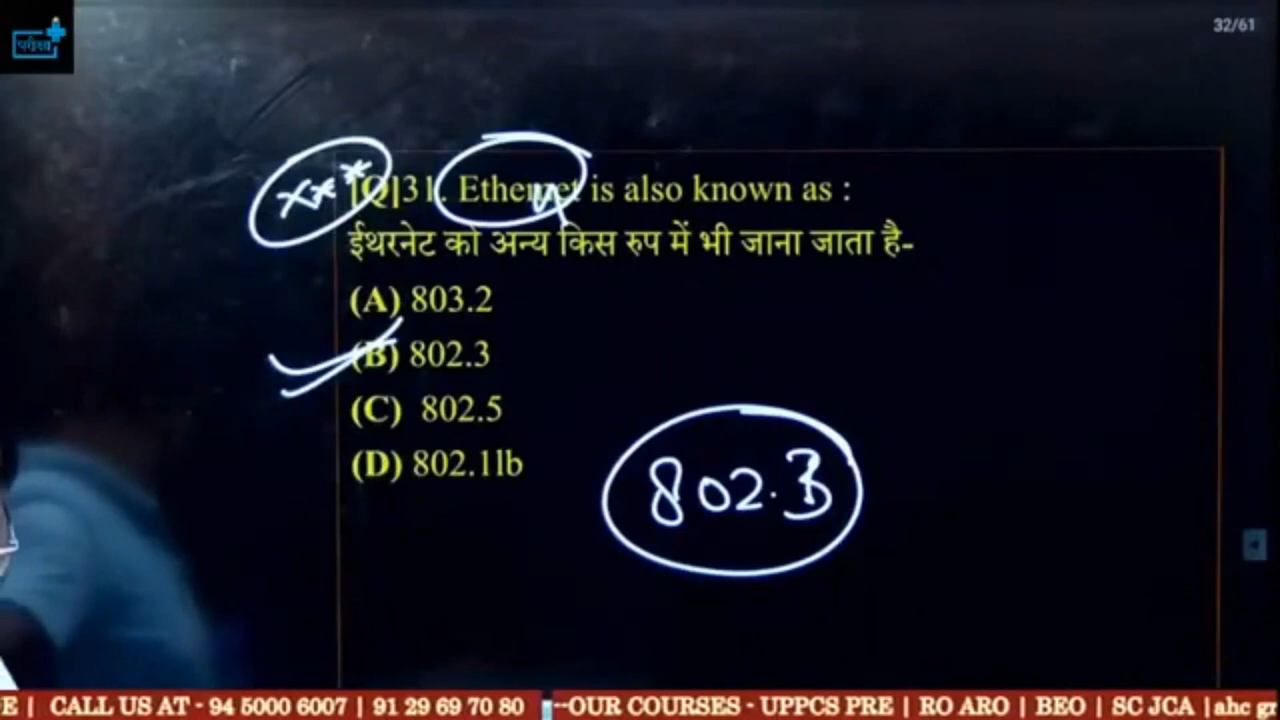 परीक्षा
32/61
*** [Q]31. Ethernet is also known as :
ईथरनेट को अन्य किस रुप में भी जाना जाता है-
(A) 803.2
(B) 802.3
(C) 802.5
(D) 802.11b
802.3
E | CALL US AT - 94 5000 6007 | 91 29 69 70 80 --OUR COURSES - UPPCS PRE | RO ARO | BEO | SC JCA | ahc gr